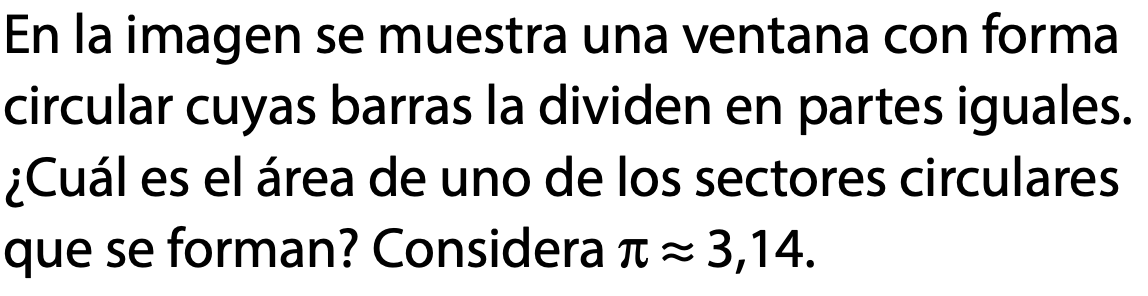 En la imagen se muestra una ventana con forma
circular cuyas barras la dividen en partes iguales.
¿Cuál es el área de uno de los sectores circulares
que se forman? Considera π ≈ 3,14.